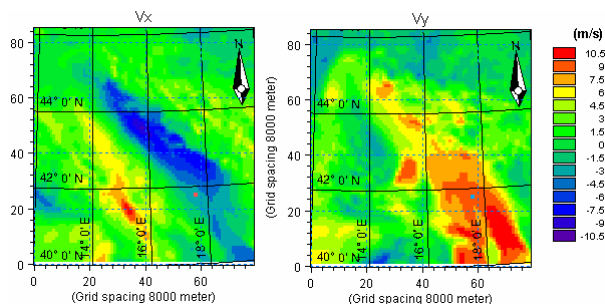 Vx
80
60
40
20
0
44° 0' N
42° 0' N
40° 0' N
14° 0' E
16° 0' E
18° 0' E
N
0 20 40 60
(Grid spacing 8000 meter)
Vy
(Grid spacing 8000 meter)
80
60
40
20
0
44° 0' N
42° 0' N
40° 0' N
14° 0' E
16° 0' E
18° 0' E
N
0 20 40 60
(Grid spacing 8000 meter)
(m/s)
10.5
9
7.5
6
4.5
3
1.5
0
-1.5
-3
-4.5
-6
-7.5
-9
-10.5